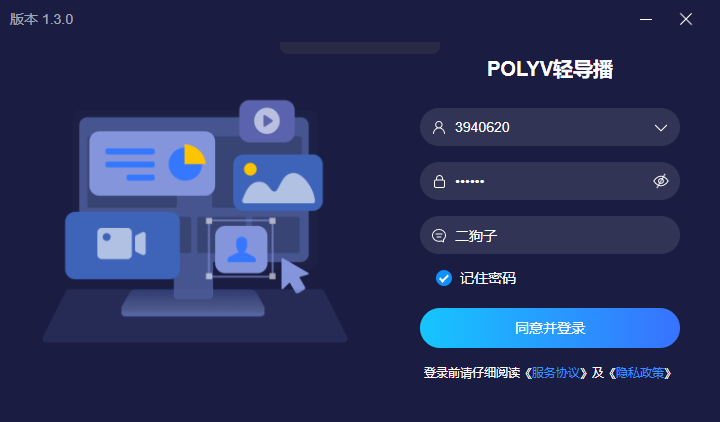 版本 1.3.0
POLYV轻导播
3940620
••••••
二狗子
记住密码
同意并登录
登录前请仔细阅读《服务协议》及《隐私政策》